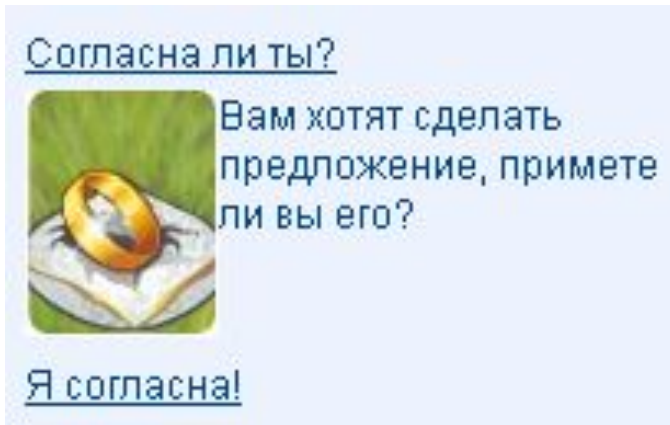 Согласна ли ты?
Вам хотят сделать
предложение, примете
ли вы его?
Я согласна!